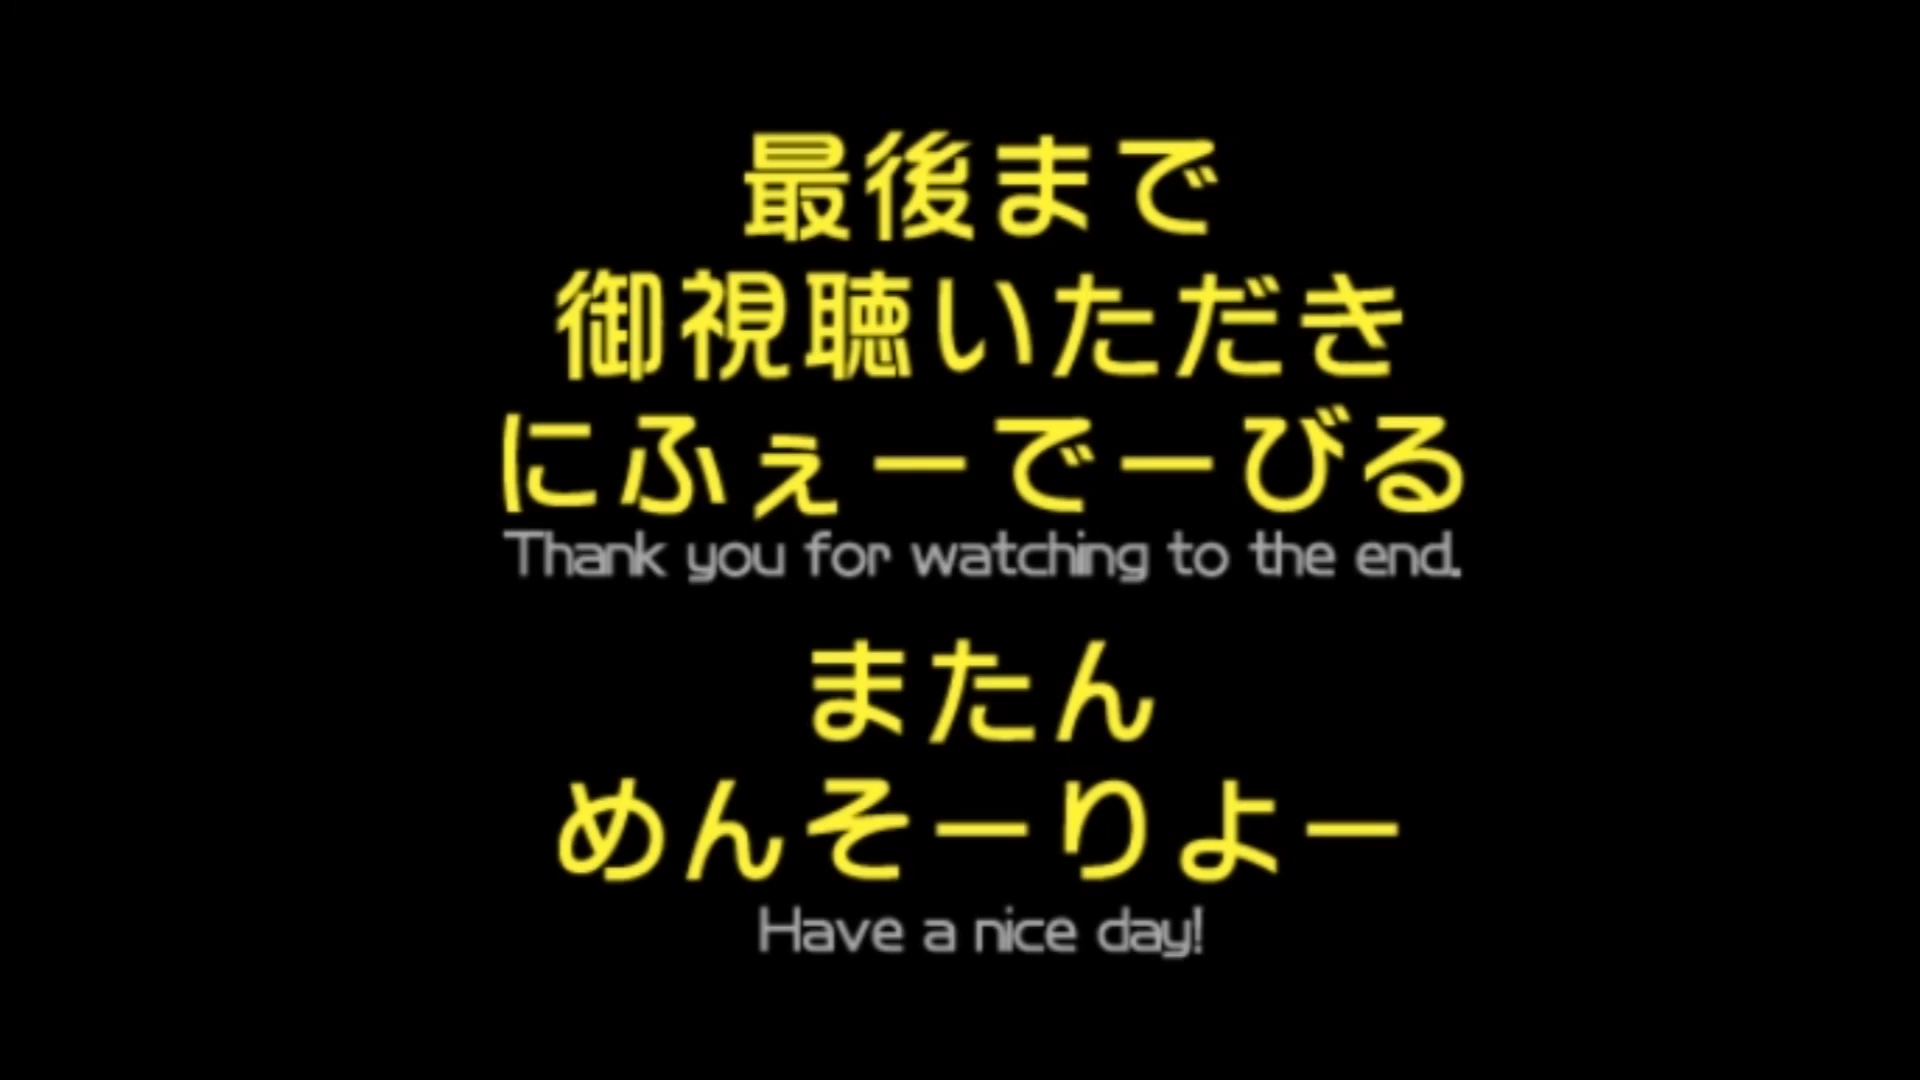 最後まで
御視聴いただき
にふぇーでーびる
Thank you for watching to the end.
またん
めんそーりよー
Have a nice day!